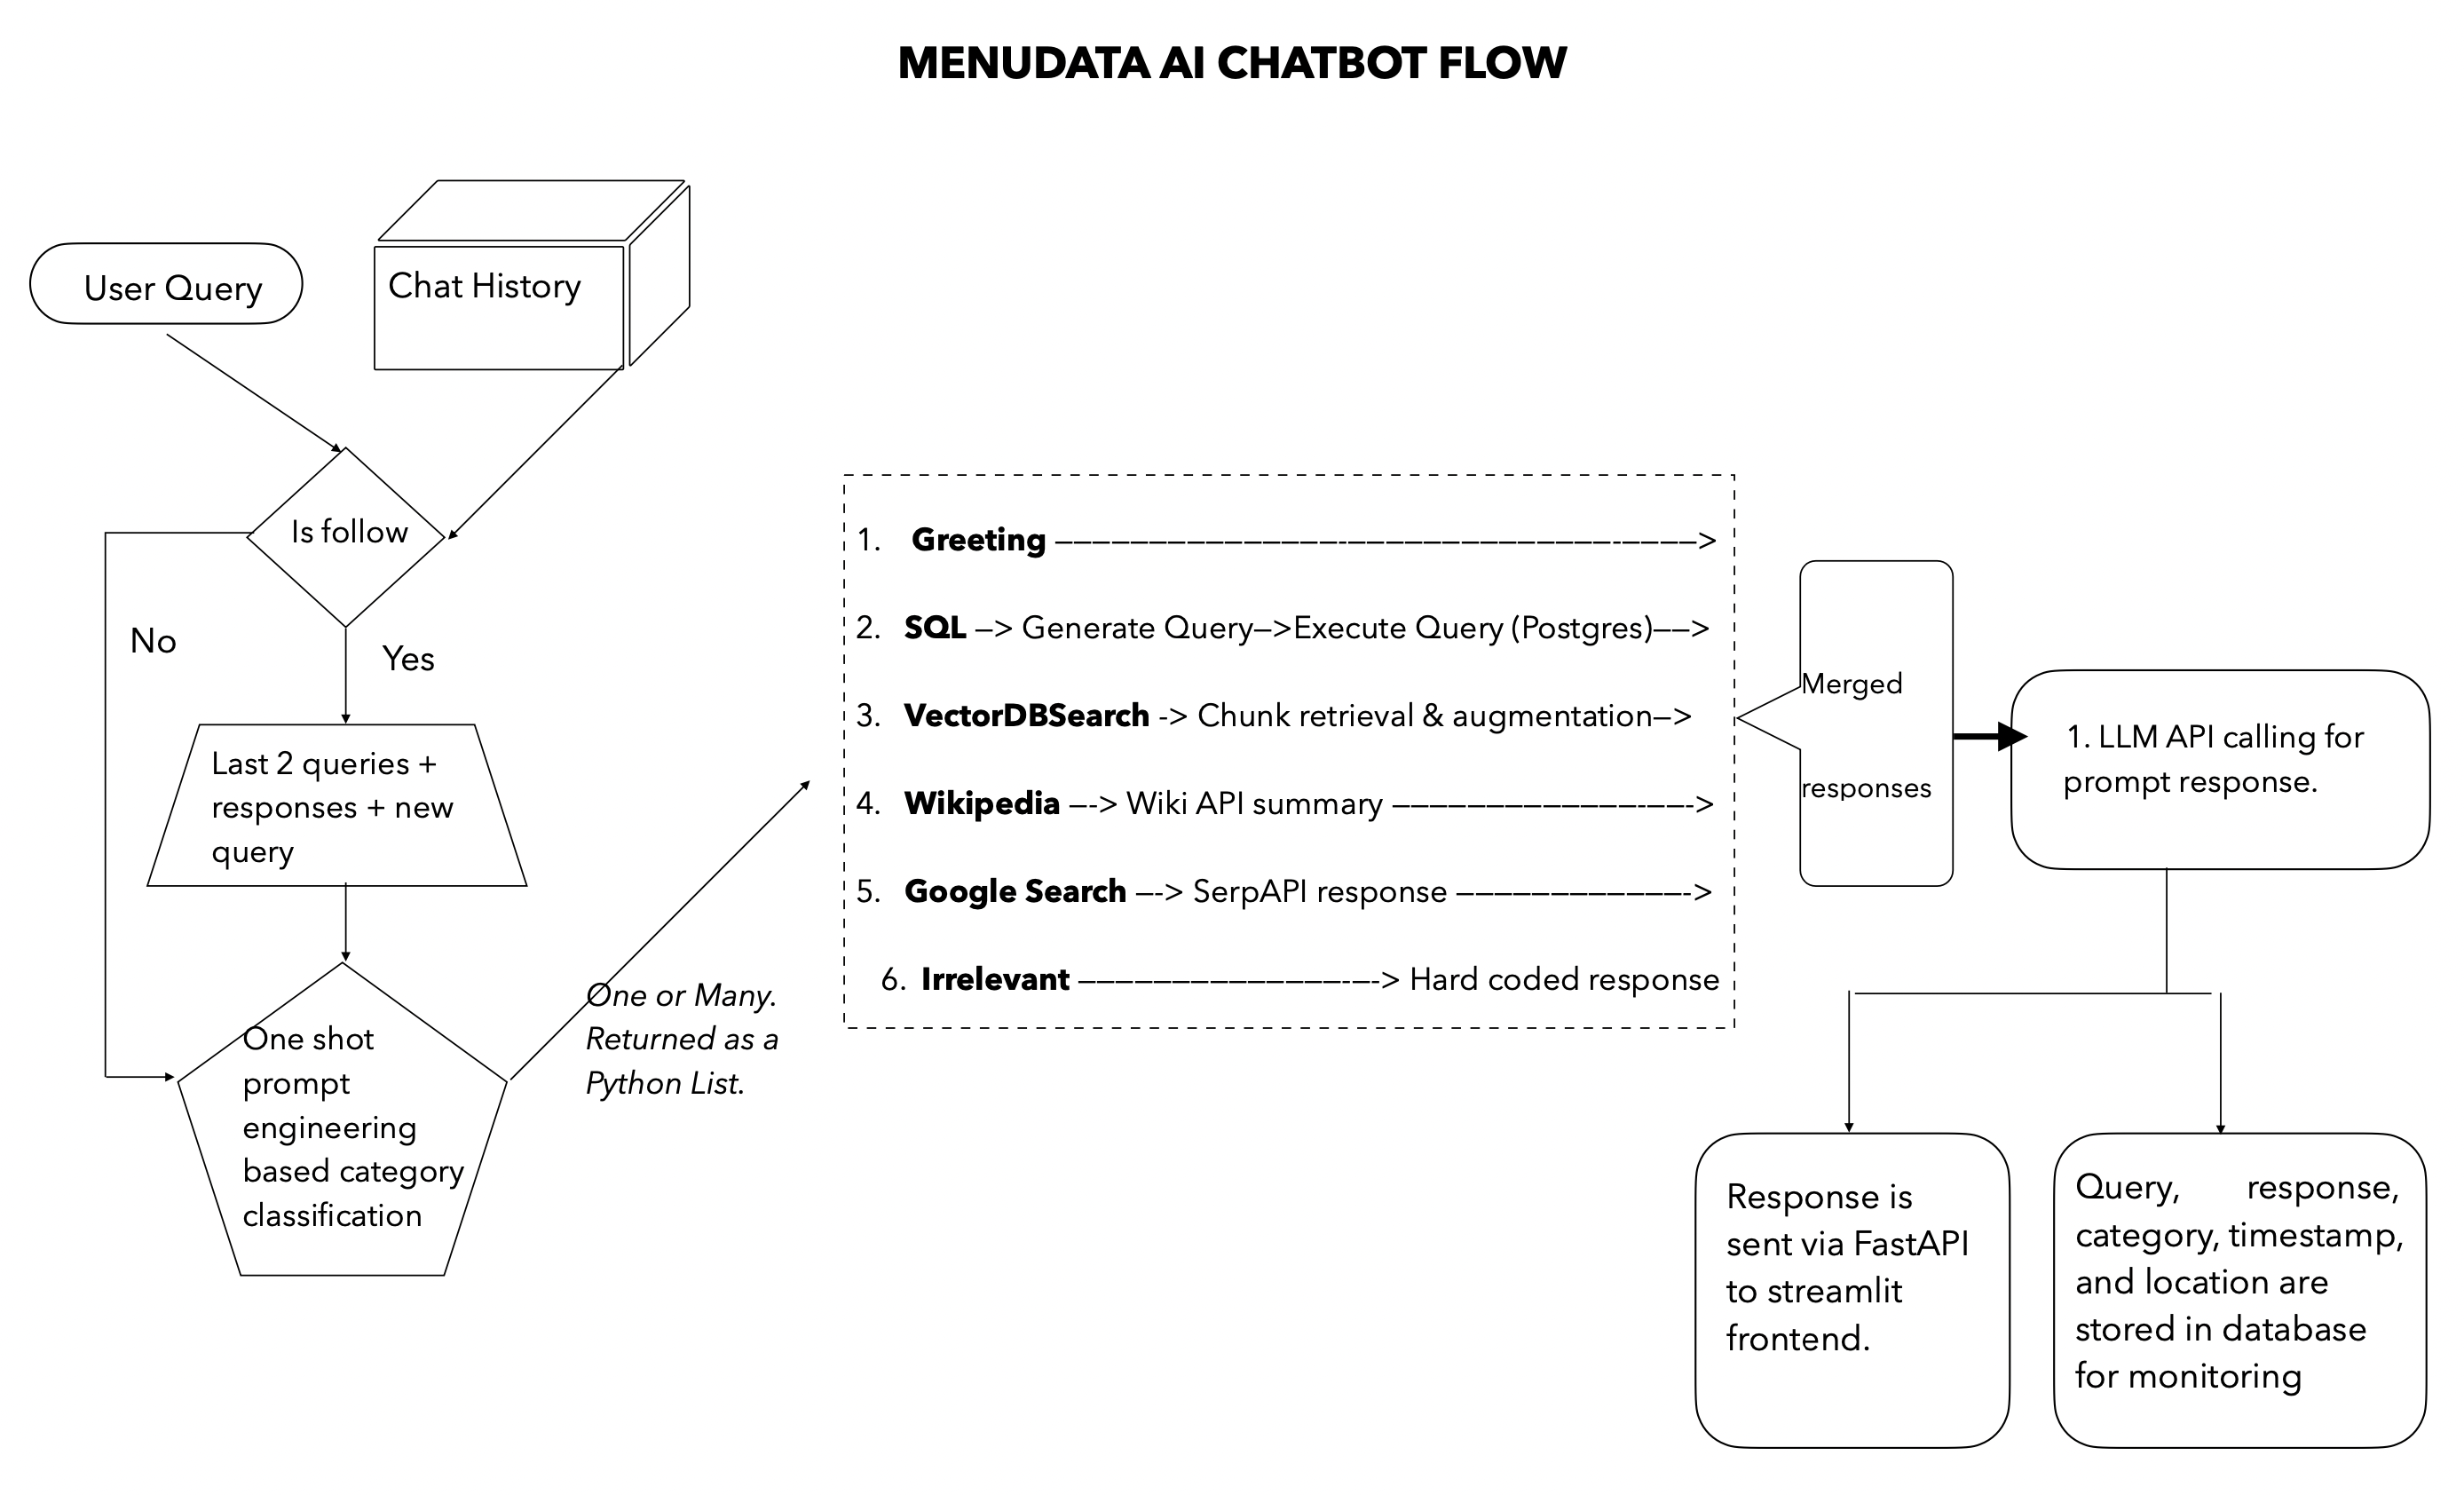 MENUDATA AI CHATBOT FLOW
User Query
Chat History
Is follow
No
Yes
Last 2 queries +
responses + new
query
One shot
prompt
engineering
based category
classification
One or Many.
Returned as a
Python List.
1. Greeting ——————————————————-——————————————-————>
2. SQL —> Generate Query—>Execute Query (Postgres)——>
3. VectorDBSearch -> Chunk retrieval & augmentation—>
4. Wikipedia —-> Wiki API summary —————————————-——->
5. Google Search —-> SerpAPI response ————————————->
6. Irrelevant ———————————————-—-> Hard coded response
Merged
responses
1. LLM API calling for
prompt response.
Response is
sent via FastAPI
to streamlit
frontend.
Query, response,
category, timestamp,
and location are
stored in database
for monitoring